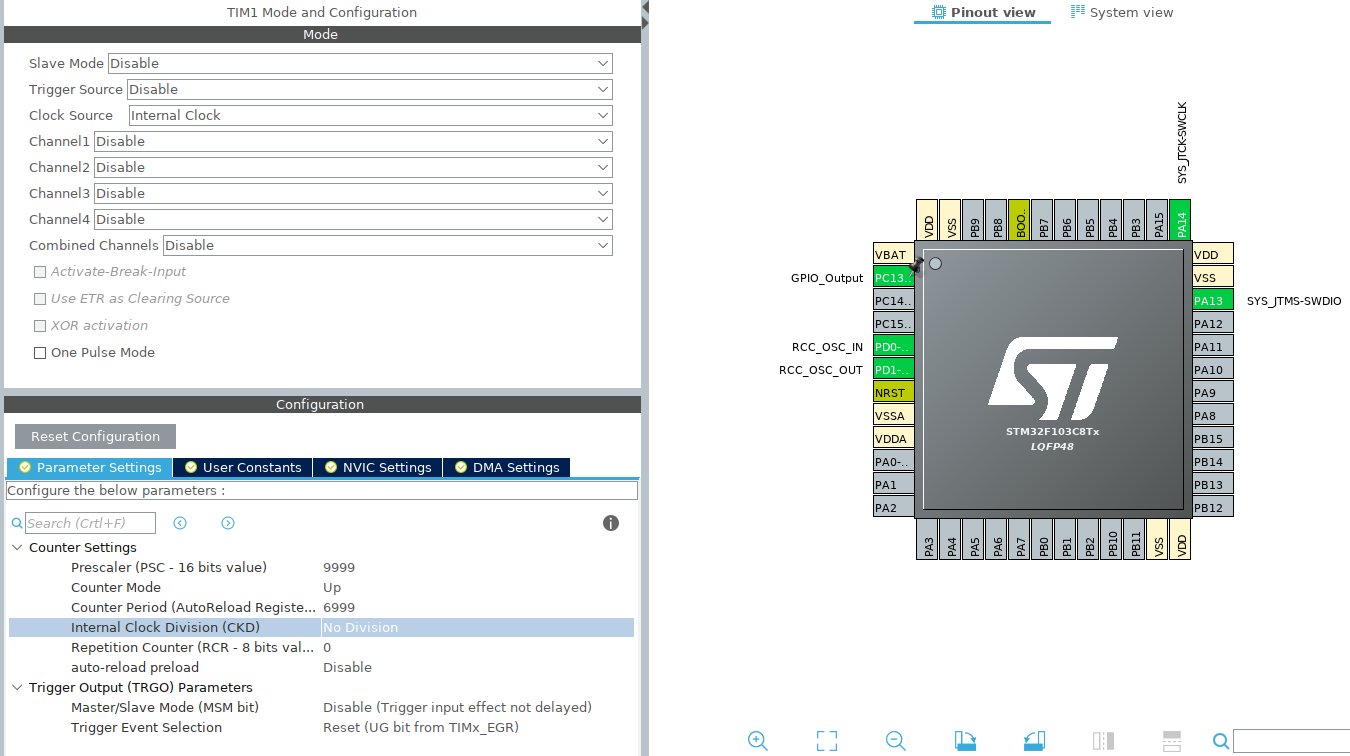 TIM1 Mode and Configuration
Mode
Slave Mode Disable
Trigger Source Disable
Clock Source Internal Clock
Channel1 Disable
Channel2 Disable
Channel3 Disable
Channel4 Disable
Combined Channels Disable
Activate-Break-Input
Use ETR as Clearing Source
XOR activation
One Pulse Mode
Configuration
Reset Configuration
Parameter Settings User Constants NVIC Settings DMA Settings
Configure the below parameters :
Search (Crtl+F)
Counter Settings
Prescaler (PSC - 16 bits value) 9999
Counter Mode Up
Counter Period (AutoReload Registe... 6999
Internal Clock Division (CKD) No Division
Repetition Counter (RCR - 8 bits val... 0
auto-reload preload Disable
Trigger Output (TRGO) Parameters
Master/Slave Mode (MSM bit) Disable (Trigger input effect not delayed)
Trigger Event Selection Reset (UG bit from TIMx_EGR)
Pinout view System view
SYS_JTCK-SWCLK
VDD VSS PB9 PB8 BOO.. PB7 PB6 PB5 PB4 PB3 PA15 PA14
VBAT VDD
GPIO_Output PC13.. VSS
PC14.. PA13 SYS_JTMS-SWDIO
PC15.. PA12
RCC_OSC_IN PD0-.. PA11
RCC_OSC_OUT PD1-.. PA10
NRST PA9
VSSA PA8
VDDA PB15
PA0-.. PB14
PA1 PB13
PA2 PB12
ST
STM32F103C8Tx
LQFP48
PA3 PA4 PA5 PA6 PA7 PB0 PB1 PB2 PB10 PB11 VSS VDD